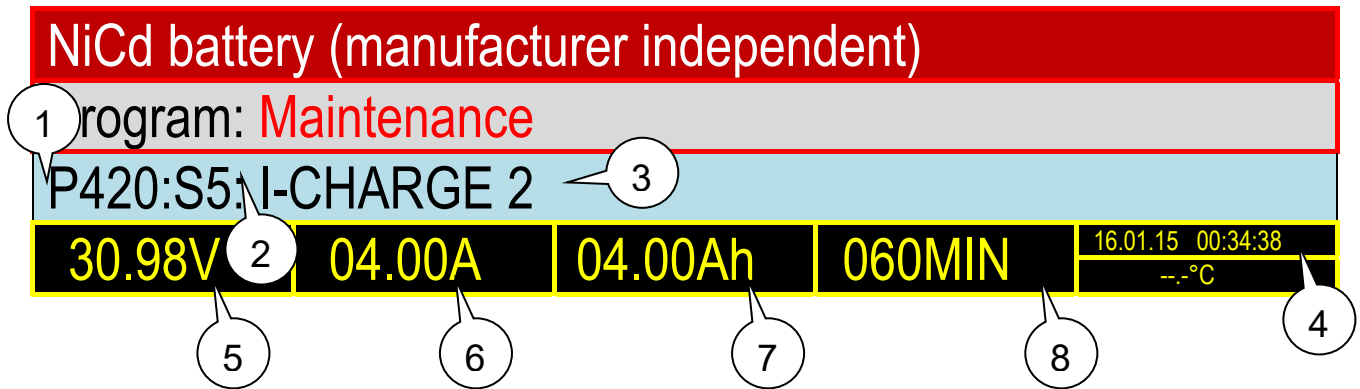 NiCd battery (manufacturer independent)
1 rogram: Maintenance
P420:S5: I-CHARGE 2 3
30.98V 2 04.00A 04.00Ah 060MIN 16.01.15 00:34:38
--.-°C
4
5 6 7 8